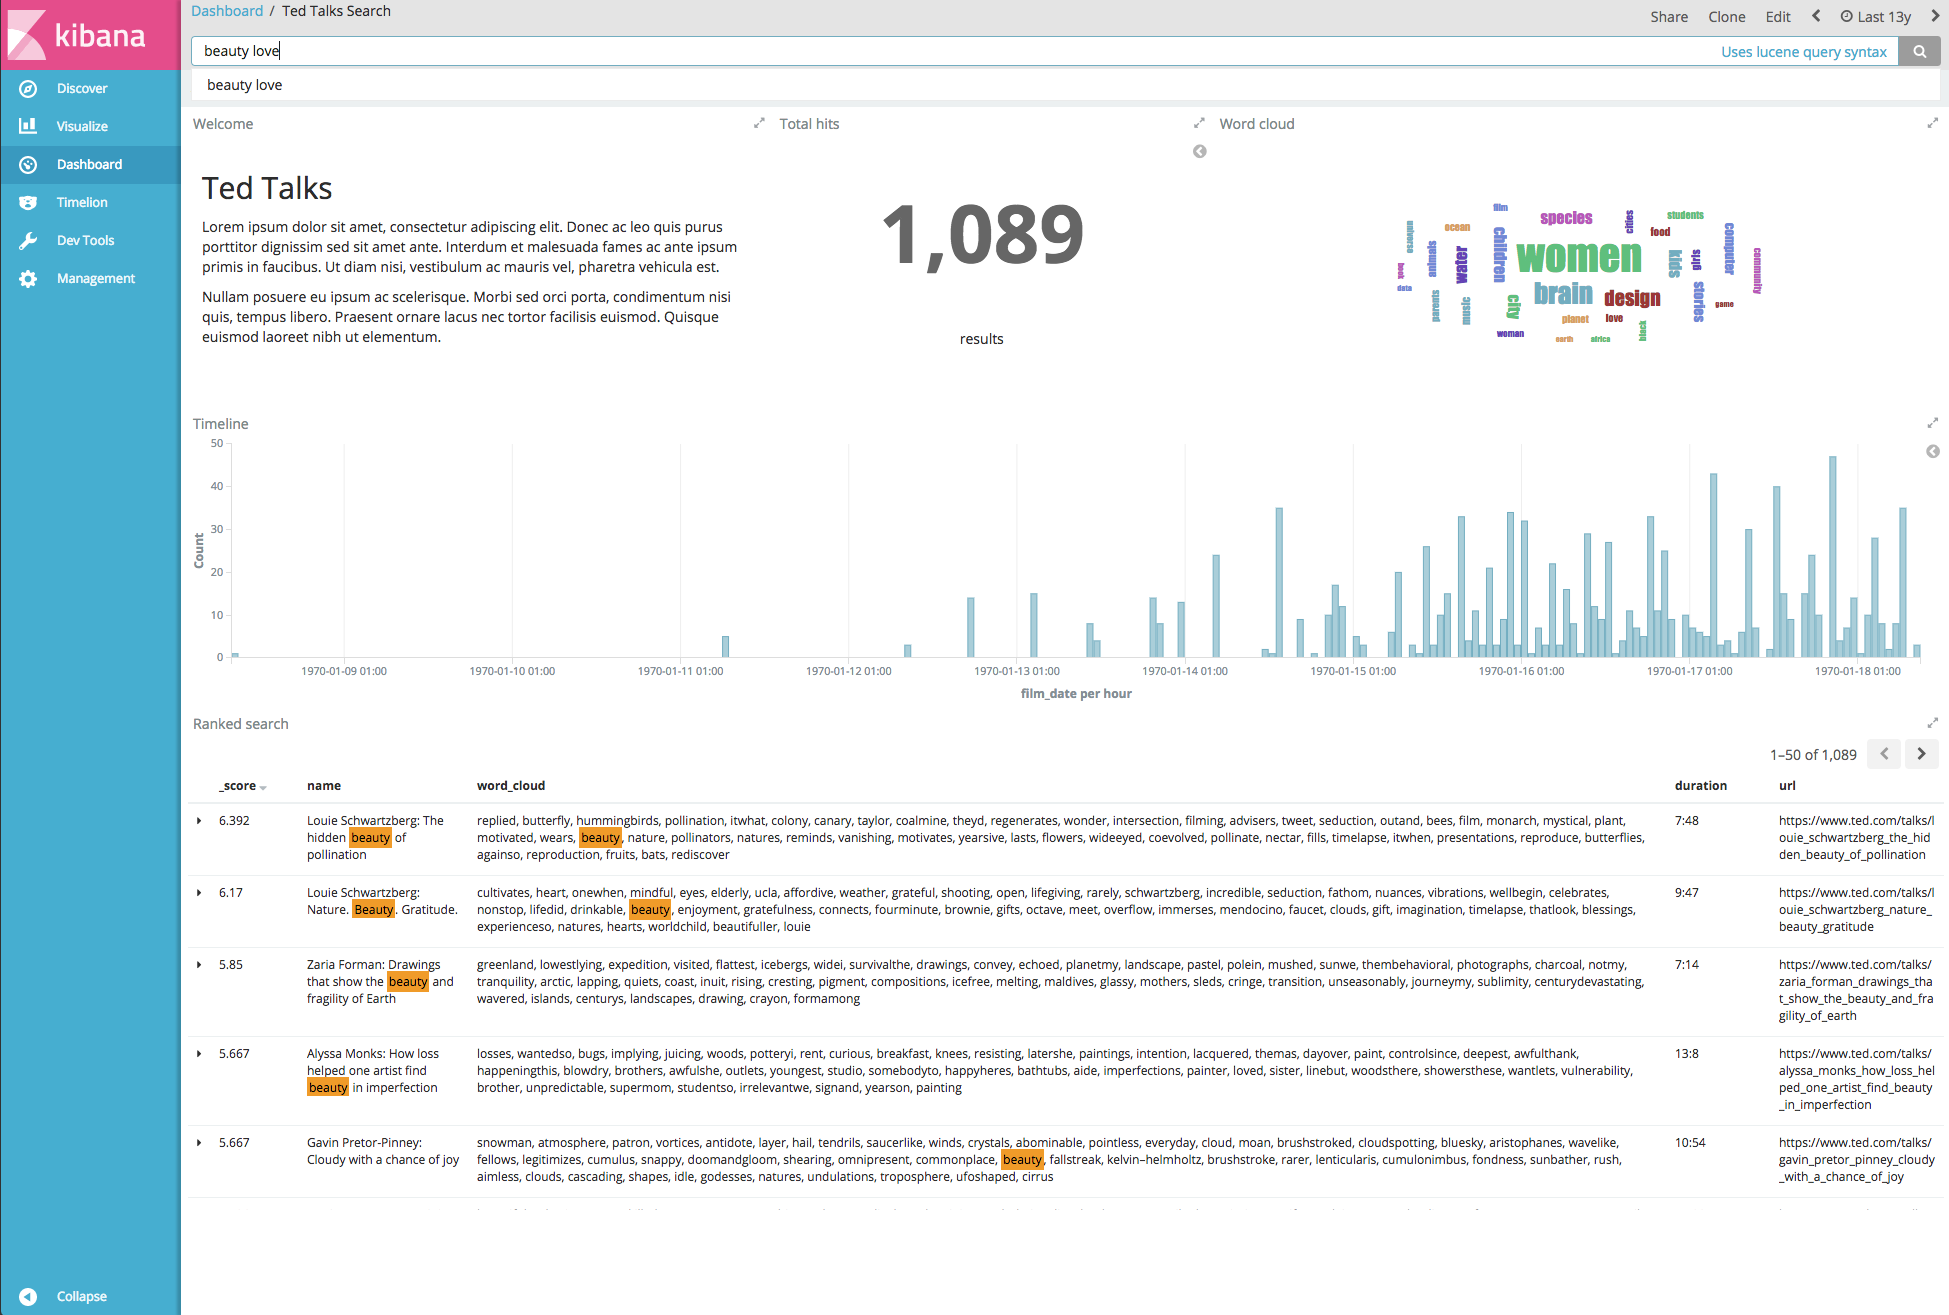 kibana
Discover
Visualize
Dashboard
Timelion
Dev Tools
Management
Collapse
Dashboard / Ted Talks Search
Share Clone Edit Last 13y
beauty love
Uses lucene query syntax
beauty love
Welcome
Ted Talks
Lorem ipsum dolor sit amet, consectetur adipiscing elit. Donec ac leo quis purus
porttitor dignissim sed sit amet ante. Interdum et malesuada fames ac ante ipsum
primis in faucibus. Ut diam nisi, vestibulum ac mauris vel, pharetra vehicula est.
Nullam posuere eu ipsum ac scelerisque. Morbi sed orci porta, condimentum nisi
quis, tempus libero. Praesent ornare lacus nec tortor facilisis euismod. Quisque
euismod laoreet nibh ut elementum.
Total hits
1,089
results
Word cloud
film
species
cities
students
universe
ocean
food
computer
children
women
animals
water
kids
girls
community
book
data
brain
design
stories
game
parents
music
city
planet
love
black
woman
earth
africa
Timeline
50
40
30
20
10
0
Count
1970-01-09 01:00 1970-01-10 01:00 1970-01-11 01:00 1970-01-12 01:00 1970-01-13 01:00 1970-01-14 01:00 1970-01-15 01:00 1970-01-16 01:00 1970-01-17 01:00 1970-01-18 01:00
film_date per hour
Ranked search
1–50 of 1,089
_score name word_cloud duration url
6.392
Louie Schwartzberg: The
hidden beauty of
pollination
replied, butterfly, hummingbirds, pollination, itwhat, colony, canary, taylor, coalmine, theyd, regenerates, wonder, intersection, filming, advisers, tweet, seduction, outand, bees, film, monarch, mystical, plant,
motivated, wears, beauty, nature, pollinators, natures, reminds, vanishing, motivates, yearsive, lasts, flowers, wideeyed, coevolved, pollinate, nectar, fills, timelapse, itwhen, presentations, reproduce, butterflies,
againso, reproduction, fruits, bats, rediscover
7:48
https://www.ted.com/talks/l
ouie_schwartzberg_the_hid
den_beauty_of_pollination
6.17
Louie Schwartzberg:
Nature. Beauty. Gratitude.
cultivates, heart, onewhen, mindful, eyes, elderly, ucla, affordive, weather, grateful, shooting, open, lifegiving, rarely, schwartzberg, incredible, seduction, fathom, nuances, vibrations, wellbegin, celebrates,
nonstop, lifedid, drinkable, beauty, enjoyment, gratefulness, connects, fourminute, brownie, gifts, octave, meet, overflow, immerses, mendocino, faucet, clouds, gift, imagination, timelapse, thatlook, blessings,
experienceso, natures, hearts, worldchild, beautifuller, louie
9:47
https://www.ted.com/talks/l
ouie_schwartzberg_nature_
beauty_gratitude
5.85
Zaria Forman: Drawings
that show the beauty and
fragility of Earth
greenland, lowestlying, expedition, visited, flattest, icebergs, widei, survivalthe, drawings, convey, echoed, planetmy, landscape, pastel, polein, mushed, sunwe, thembehavioral, photographs, charcoal, notmy,
tranquility, arctic, lapping, quiets, coast, inuit, rising, cresting, pigment, compositions, icefree, melting, maldives, glassy, mothers, sleds, cringe, transition, unseasonably, journeymy, sublimity, centurydevastating,
wavered, islands, centurys, landscapes, drawing, crayon, formamong
7:14
https://www.ted.com/talks/
zaria_forman_drawings_tha
t_show_the_beauty_and_fra
gility_of_earth
5.667
Alyssa Monks: How loss
helped one artist find
beauty in imperfection
losses, wantedso, bugs, implying, juicing, woods, potteryi, rent, curious, breakfast, knees, resisting, latershe, paintings, intention, lacquered, themas, dayover, paint, controlsince, deepest, awfulthank,
happeningthis, blowdry, brothers, awfulshe, outlets, youngest, studio, somebodyto, happyheres, bathtubs, aide, imperfections, painter, loved, sister, linebut, woodsthere, showersthese, wantlets, vulnerability,
brother, unpredictable, supermom, studentso, irrelevantwe, signand, yearson, painting
13:8
https://www.ted.com/talks/
alyssa_monks_how_loss_hel
ped_one_artist_find_beauty
_in_imperfection
5.667
Gavin Pretor-Pinney:
Cloudy with a chance of joy
snowman, atmosphere, patron, vortices, antidote, layer, hail, tendrils, saucerlike, winds, crystals, abominable, pointless, everyday, cloud, moan, brushstroked, cloudspotting, bluesky, aristophanes, wavelike,
fellows, legitimizes, cumulus, snappy, doomandgloom, shearing, omnipresent, commonplace, beauty, fallstreak, kelvin–helmholtz, brushstroke, rarer, lenticularis, cumulonimbus, fondness, sunbather, rush,
aimless, clouds, cascading, shapes, idle, godesses, natures, undulations, troposphere, ufoshaped, cirrus
10:54
https://www.ted.com/talks/
gavin_pretor_pinney_cloudy
_with_a_chance_of_joy